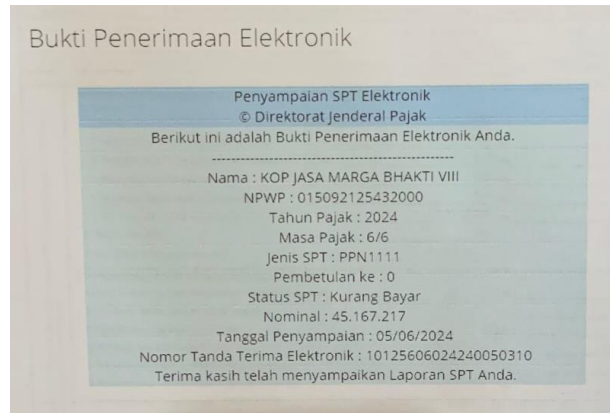 Bukti Penerimaan Elektronik
Penyampaian SPT Elektronik
© Direktorat Jenderal Pajak
Berikut ini adalah Bukti Penerimaan Elektronik Anda.
--------------------------------------------------
Nama : KOP JASA MARGA BHAKTI VIII
NPWP : 015092125432000
Tahun Pajak : 2024
Masa Pajak : 6/6
Jenis SPT : PPN1111
Pembetulan ke : 0
Status SPT : Kurang Bayar
Nominal : 45.167.217
Tanggal Penyampaian : 05/06/2024
Nomor Tanda Terima Elektronik : 10125606024240050310
Terima kasih telah menyampaikan Laporan SPT Anda.